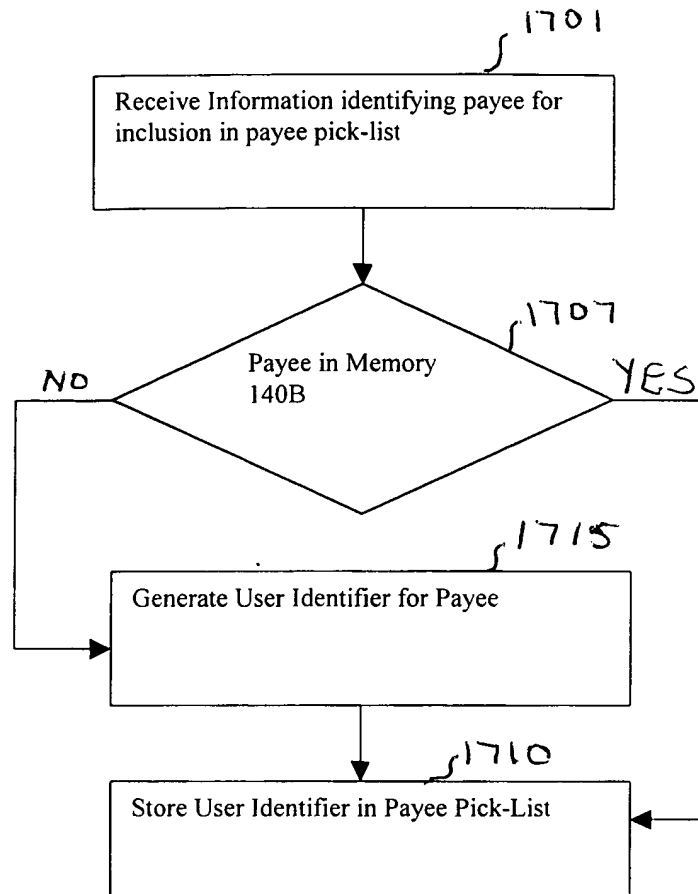 1701
Receive Information identifying payee for
inclusion in payee pick-list
1707
Payee in Memory
140B
NO
YES
1715
Generate User Identifier for Payee
1710
Store User Identifier in Payee Pick-List